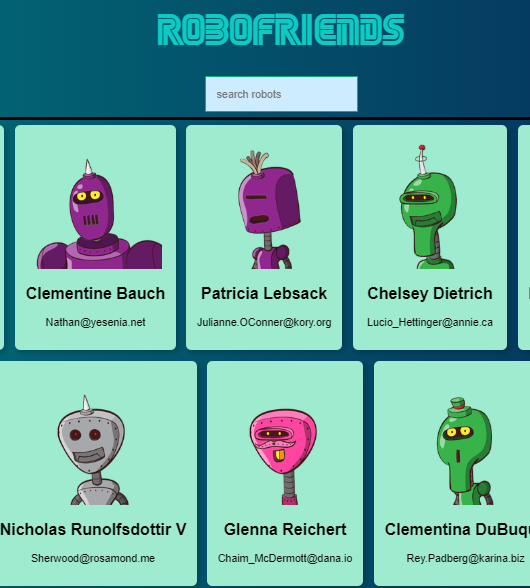 ROBOFRIENDS
search robots
Clementine Bauch
Nathan@yesenia.net
Patricia Lebsack
Julianne.OConner@kory.org
Chelsey Dietrich
Lucio_Hettinger@annie.ca
Nicholas Runolfsdottir V
Sherwood@rosamond.me
Glenna Reichert
Chaim_McDermott@dana.io
Clementina DuBuqu
Rey.Padberg@karina.biz